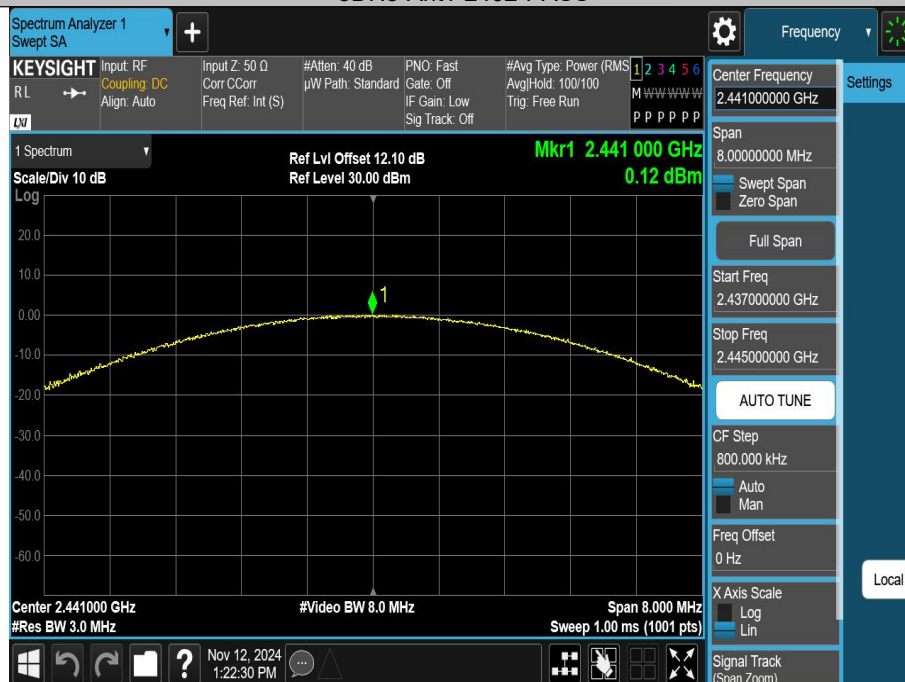 Spectrum Analyzer 1
Swept SA
Frequency
KEYSIGHT
RL
LXI
Input: RF
Coupling: DC
Align: Auto
Input Z: 50 Ω
Corr CCorr
Freq Ref: Int (S)
#Atten: 40 dB
µW Path: Standard
PNO: Fast
Gate: Off
IF Gain: Low
Sig Track: Off
#Avg Type: Power (RMS
Avg|Hold: 100/100
Trig: Free Run
1 2 3 4 5 6
M W W W W W
P P P P P P
1 Spectrum
Scale/Div 10 dB
Log
Ref Lvl Offset 12.10 dB
Ref Level 30.00 dBm
Mkr1 2.441 000 GHz
0.12 dBm
20.0
10.0
1
0.00
-10.0
-20.0
-30.0
-40.0
-50.0
-60.0
Center 2.441000 GHz
#Video BW 8.0 MHz
Span 8.000 MHz
#Res BW 3.0 MHz
Sweep 1.00 ms (1001 pts)
Center Frequency
2.441000000 GHz
Settings
Span
8.00000000 MHz
Swept Span
Zero Span
Full Span
Start Freq
2.437000000 GHz
Stop Freq
2.445000000 GHz
AUTO TUNE
CF Step
800.000 kHz
Auto
Man
Freq Offset
0 Hz
Local
X Axis Scale
Log
Lin
Signal Track
(Span Zoom)
?
Nov 12, 2024
1:22:30 PM